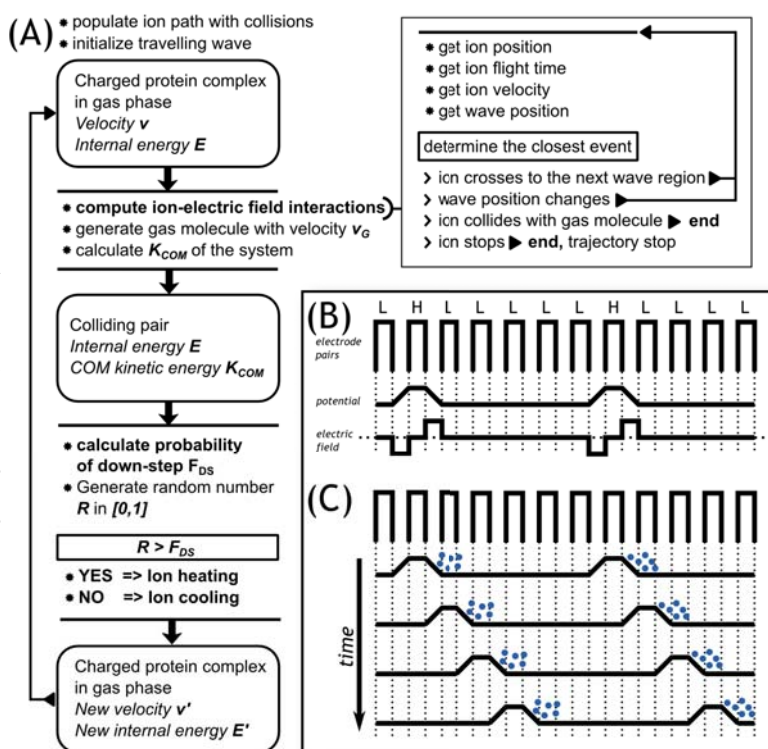 (A)
* populate ion path with collisions
* initialize travelling wave
Charged protein complex
in gas phase
Velocity v
Internal energy E
* compute ion-electric field interactions
* generate gas molecule with velocity vG
* calculate KCOM of the system
Colliding pair
Internal energy E
COM kinetic energy KCOM
* calculate probability
of down-step FDS
* Generate random number
R in [0,1]
R > FDS
* YES => Ion heating
* NO => Ion cooling
Charged protein complex
in gas phase
New velocity v'
New internal energy E'
* get ion position
* get ion flight time
* get ion velocity
* get wave position
determine the closest event
> icn crosses to the next wave region
> wave position changes
> icn collides with gas molecule ▶ end
> icn stops ▶ end, trajectory stop
(B)
L H L L L L L H L L L L
electrode
pairs
potential
electric
field
(C)
time